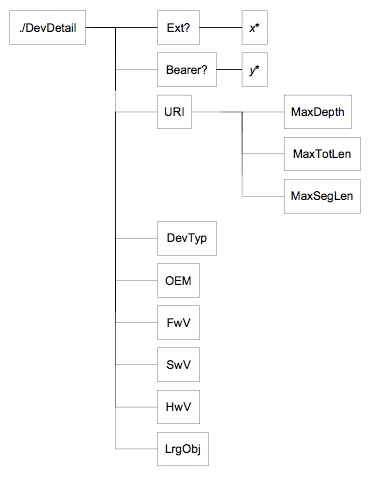 ./DevDetail Ext? x*
Bearer? y*
URI MaxDepth
MaxTotLen
MaxSegLen
DevTyp
OEM
FwV
SwV
HwV
LrgObj